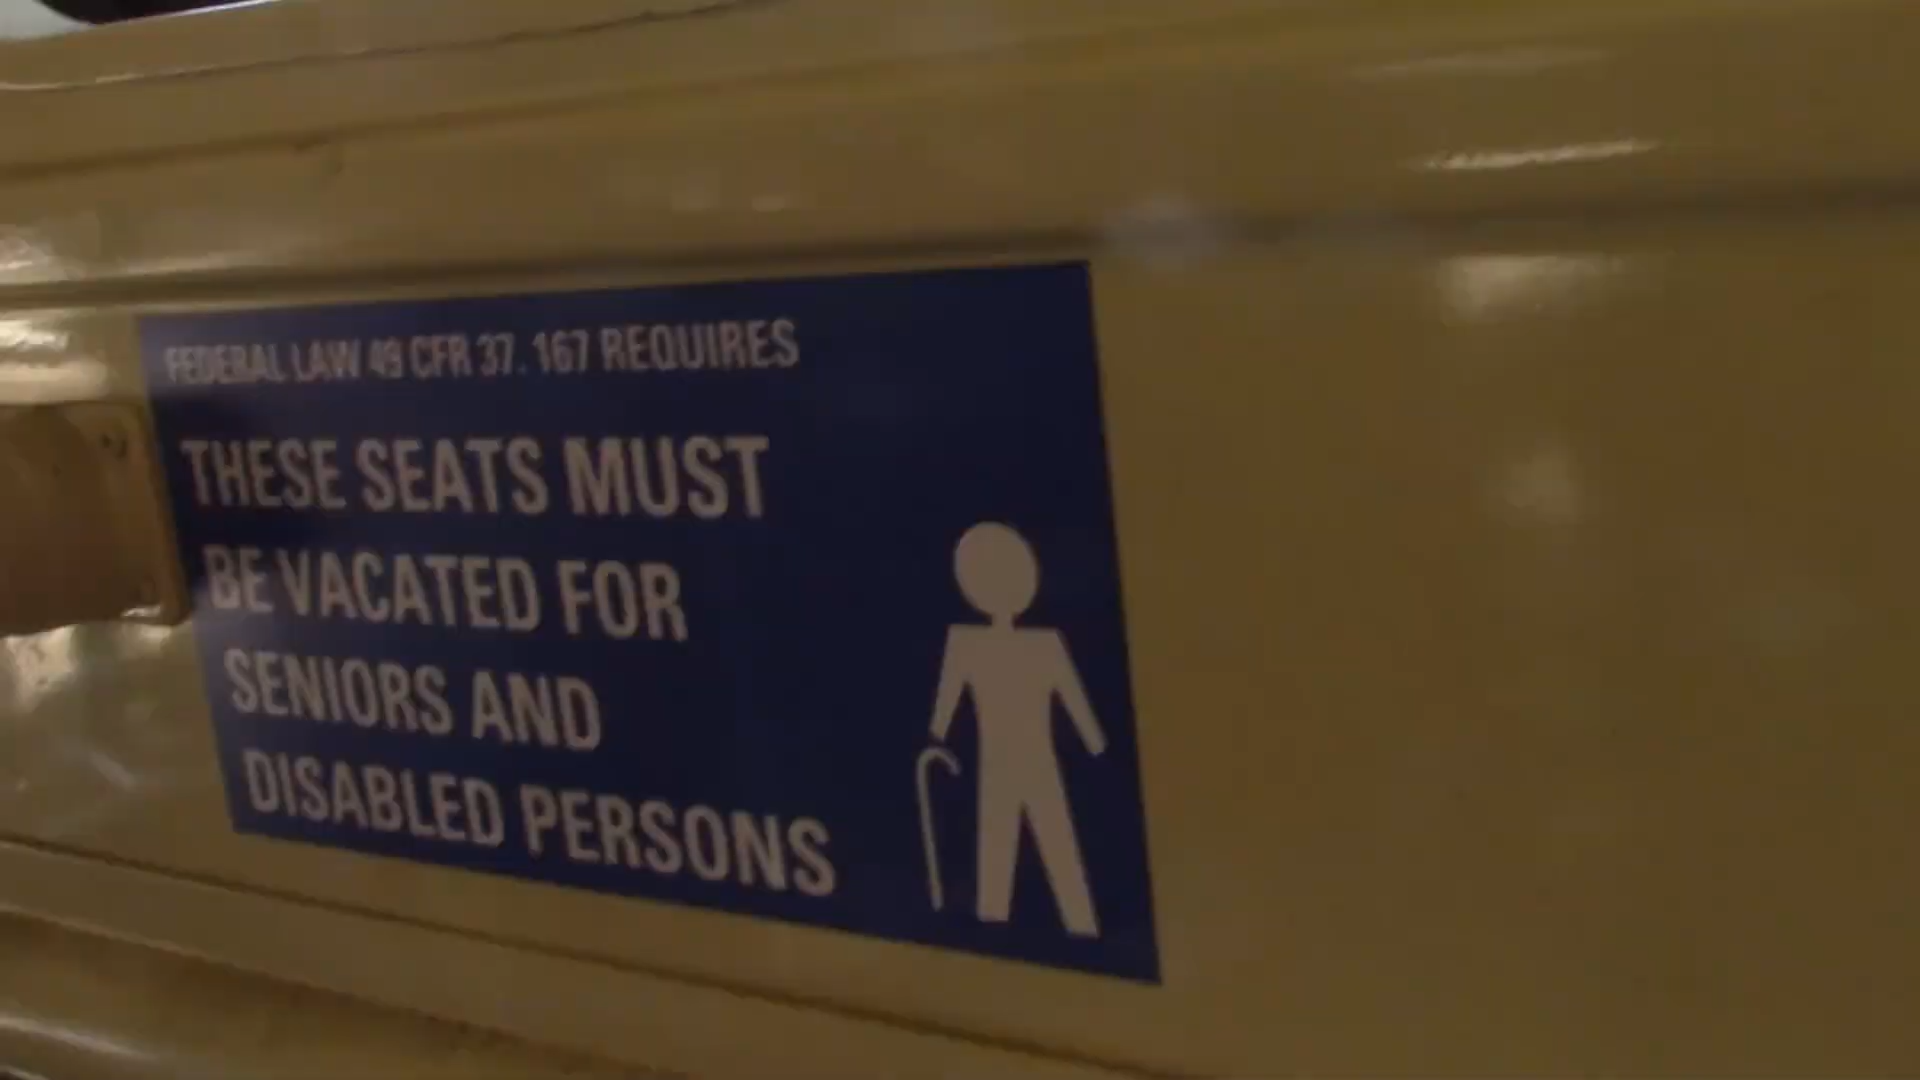 FEDERAL LAW 49 CFR 37. 167 REQUIRES
THESE SEATS MUST
BE VACATED FOR
SENIORS AND
DISABLED PERSONS